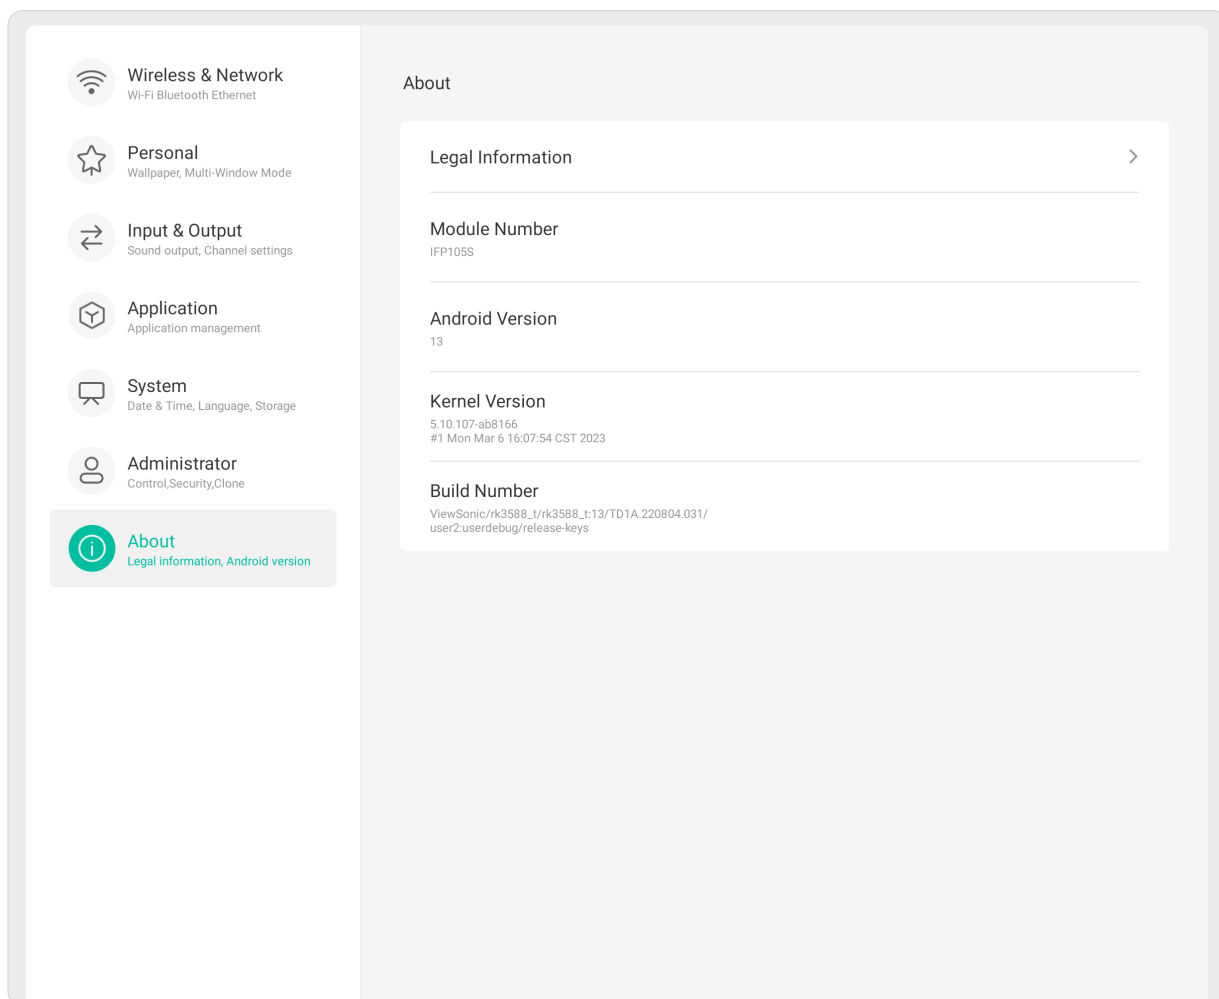 Wireless & Network
Wi-Fi Bluetooth Ethernet
Personal
Wallpaper, Multi-Window Mode
Input & Output
Sound output, Channel settings
Application
Application management
System
Date & Time, Language, Storage
Administrator
Control,Security,Clone
About
Legal information, Android version
About
Legal Information
Module Number
IFP105S
Android Version
13
Kernel Version
5.10.107-ab8166
#1 Mon Mar 6 16:07:54 CST 2023
Build Number
ViewSonic/rk3588_t/rk3588_t:13/TD1A.220804.031/
user2:userdebug/release-keys